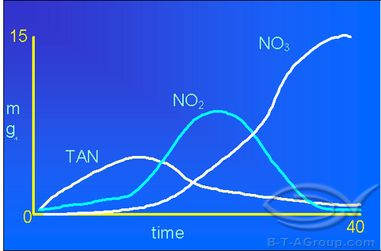 15
NO3
NO2
m
g
TAN
0
time
40
B-T-AGroup.com